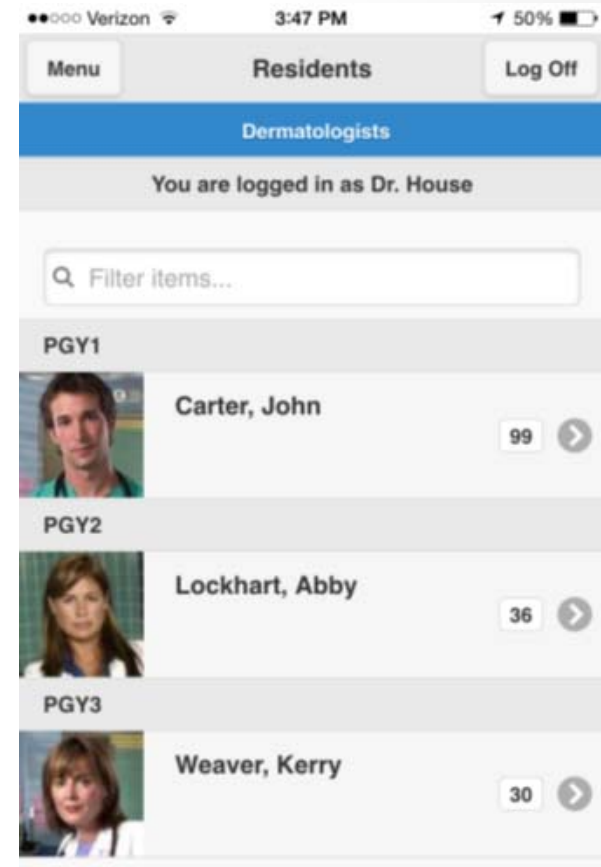 Verizon 3:47 PM 50%
Menu Residents Log Off
Dermatologists
You are logged in as Dr. House
Filter items...
PGY1
Carter, John
99
PGY2
Lockhart, Abby
36
PGY3
Weaver, Kerry
30